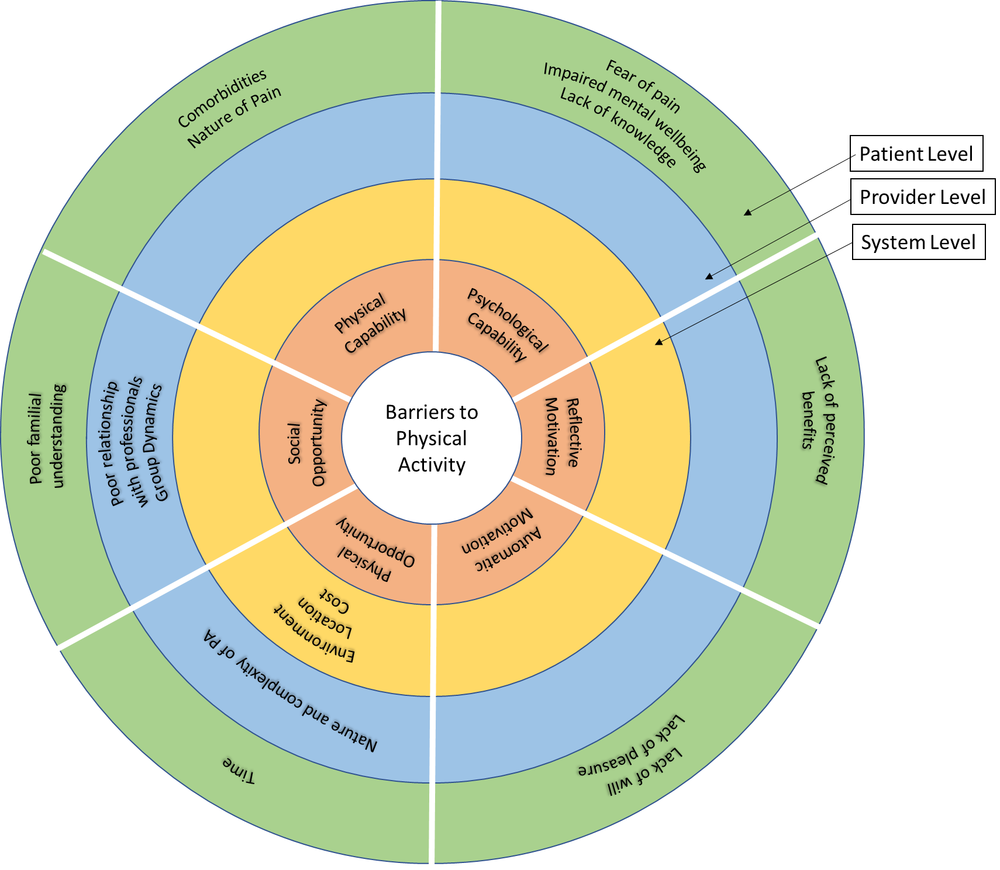 Comorbidities
Nature of Pain
Fear of pain
Impaired mental wellbeing
Lack of knowledge
Patient Level
Provider Level
System Level
Physical
Capability
Psychological
Capability
Poor familial
understanding
Poor relationship
with professionals
Group Dynamics
Social
Opportunity
Barriers to
Physical
Activity
Reflective
Motivation
Lack of perceived
benefits
Physical
Opportunity
Automatic
Motivation
Cost
Location
Environment
Nature and complexity of PA
Time
Lack of pleasure
Lack of will